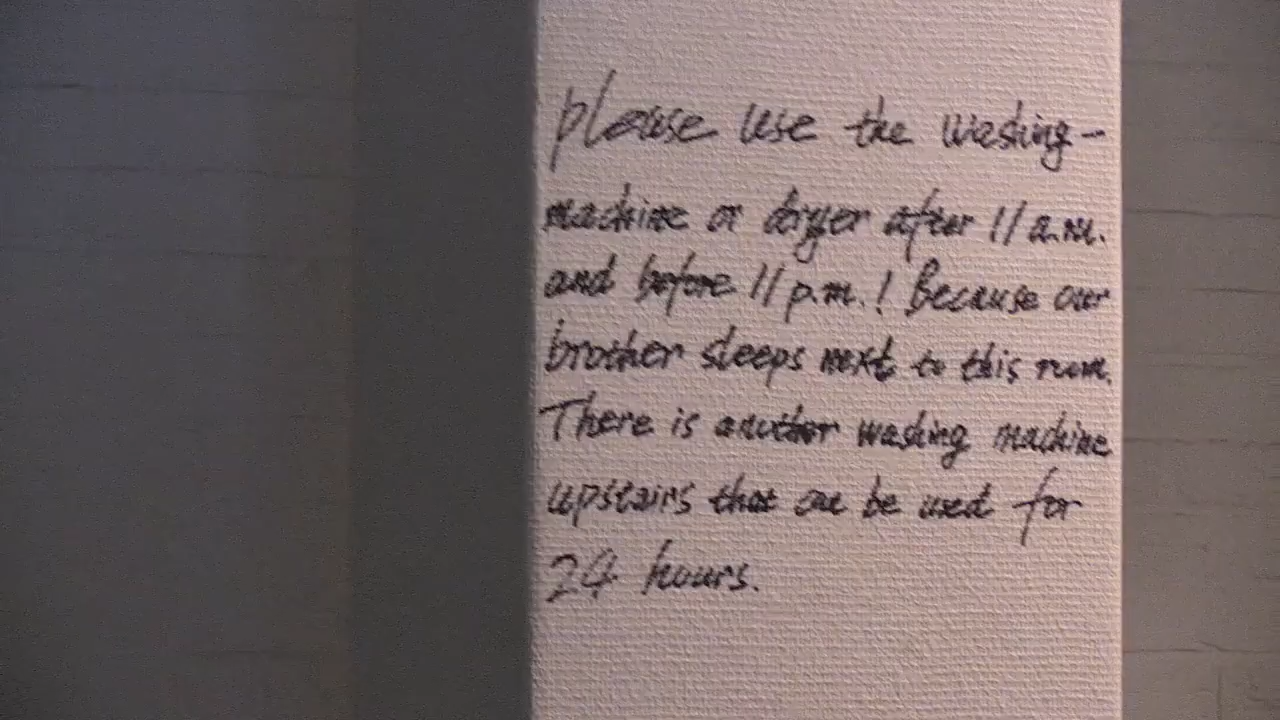 please use the washing-
machine or dryer after 11 a.m.
and before 11 p.m.! Because our
brother sleeps next to this room.
There is another washing machine
upstairs that can be used for
24 hours.